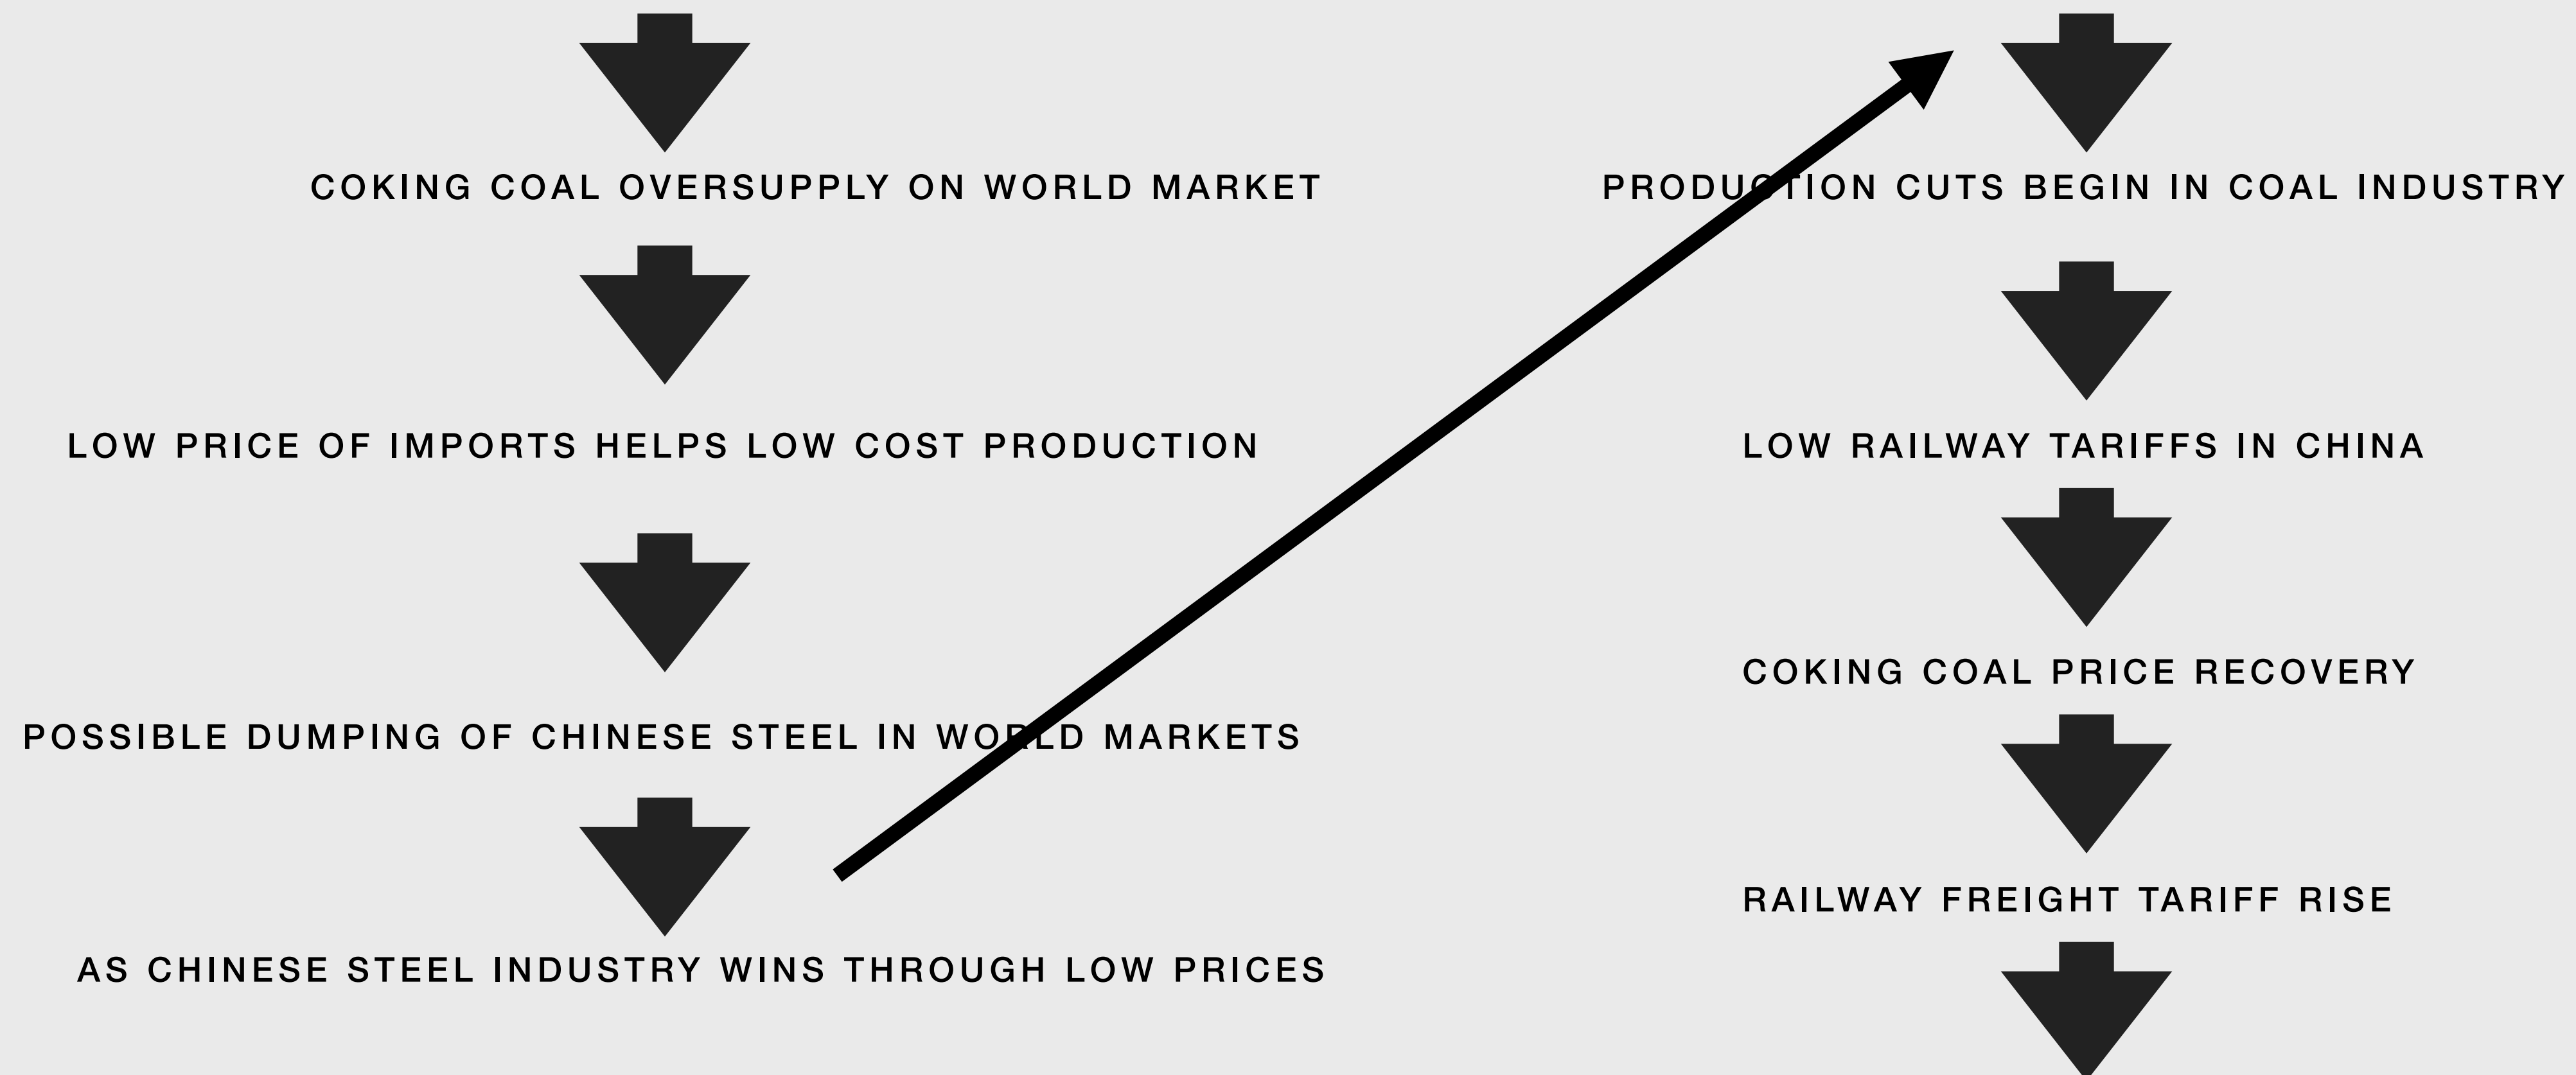 COKING COAL OVERSUPPLY ON WORLD MARKET
LOW PRICE OF IMPORTS HELPS LOW COST PRODUCTION
POSSIBLE DUMPING OF CHINESE STEEL IN WORLD MARKETS
AS CHINESE STEEL INDUSTRY WINS THROUGH LOW PRICES
PRODUCTION CUTS BEGIN IN COAL INDUSTRY
LOW RAILWAY TARIFFS IN CHINA
COKING COAL PRICE RECOVERY
RAILWAY FREIGHT TARIFF RISE